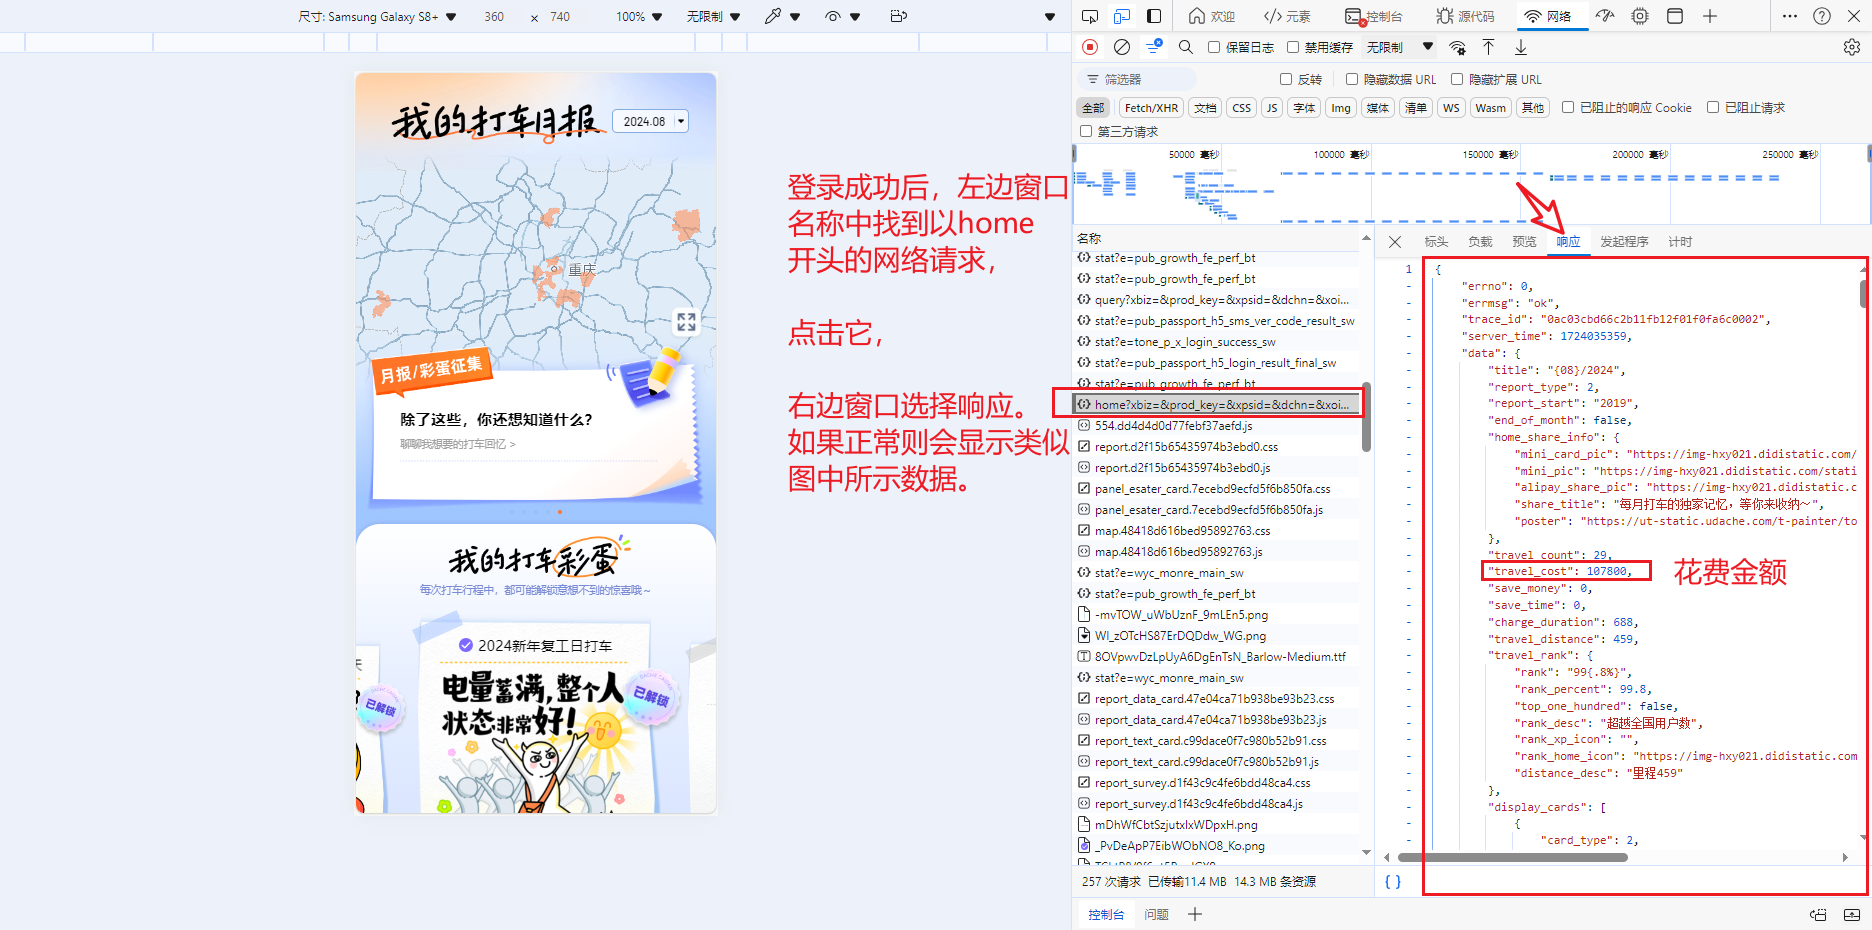 尺寸: Samsung Galaxy S8+ 360 × 740 100% 无限制
欢迎 元素 控制台 源代码 网络
保留日志 禁用缓存 无限制
筛选器 反转 隐藏数据 URL 隐藏扩展 URL
全部 Fetch/XHR 文档 CSS JS 字体 Img 媒体 清单 WS Wasm 其他 已阻止的响应 Cookie 已阻止请求
第三方请求
50000 毫秒 100000 毫秒 150000 毫秒 200000 毫秒 250000 毫秒
我的打车月报 2024.08
重庆
月报/彩蛋征集
除了这些，你还想知道什么?
聊聊我想要的打车回忆 >
我的打车彩蛋
每次打车行程中，都可能解锁意想不到的惊喜哦～
2024新年复工日打车
电量蓄满,整个人
状态非常好!
已解锁
已解锁
登录成功后，左边窗口
名称中找到以home
开头的网络请求，
点击它，
右边窗口选择响应。
如果正常则会显示类似
图中所示数据。
名称
stat?e=pub_growth_fe_perf_bt
stat?e=pub_growth_fe_perf_bt
query?xbiz=&prod_key=&xpsid=&dchn=&xoi...
stat?e=pub_passport_h5_sms_ver_code_result_sw
stat?e=tone_p_x_login_success_sw
stat?e=pub_passport_h5_login_result_final_sw
stat?e=pub_growth_fe_perf_bt
home?xbiz=&prod_key=&xpsid=&dchn=&xoi...
554.dd4d4d0d77febf37aefd.js
report.d2f15b65435974b3ebd0.css
report.d2f15b65435974b3ebd0.js
panel_esater_card.7ecebd9ecfd5f6b850fa.css
panel_esater_card.7ecebd9ecfd5f6b850fa.js
map.48418d616bed95892763.css
map.48418d616bed95892763.js
stat?e=wyc_monre_main_sw
stat?e=pub_growth_fe_perf_bt
-mvTOW_uWbUznF_9mLEn5.png
WI_zOTcHS87ErDQDdw_WG.png
8OVpwvDzLpUyA6DgEnTsN_Barlow-Medium.ttf
stat?e=wyc_monre_main_sw
report_data_card.47e04ca71b938be93b23.css
report_data_card.47e04ca71b938be93b23.js
report_text_card.c99dace0f7c980b52b91.css
report_text_card.c99dace0f7c980b52b91.js
report_survey.d1f43c9c4fe6bdd48ca4.css
report_survey.d1f43c9c4fe6bdd48ca4.js
mDhWfCbtSzjutxIxWDpxH.png
_PvDeApP7EibWObNO8_Ko.png
257 次请求 已传输11.4 MB 14.3 MB 条资源
标头 负载 预览 响应 发起程序 计时
1 {
"errno": 0,
"errmsg": "ok",
"trace_id": "0ac03cbd66c2b11fb12f01f0fa6c0002",
"server_time": 1724035359,
"data": {
"title": "{08}/2024",
"report_type": 2,
"report_start": "2019",
"end_of_month": false,
"home_share_info": {
"mini_card_pic": "https://img-hxy021.didistatic.com/
"mini_pic": "https://img-hxy021.didistatic.com/stati
"alipay_share_pic": "https://img-hxy021.didistatic.c
"share_title": "每月打车的独家记忆，等你来收纳～",
"poster": "https://ut-static.udache.com/t-painter/to
},
"travel_count": 29,
"travel_cost": 107800,
花费金额
"save_money": 0,
"save_time": 0,
"charge_duration": 688,
"travel_distance": 459,
"travel_rank": {
"rank": "99{.8%}",
"rank_percent": 99.8,
"top_one_hundred": false,
"rank_desc": "超越全国用户数",
"rank_xp_icon": "",
"rank_home_icon": "https://img-hxy021.didistatic.com
"distance_desc": "里程459"
},
"display_cards": [
{
"card_type": 2,
{ }
控制台 问题